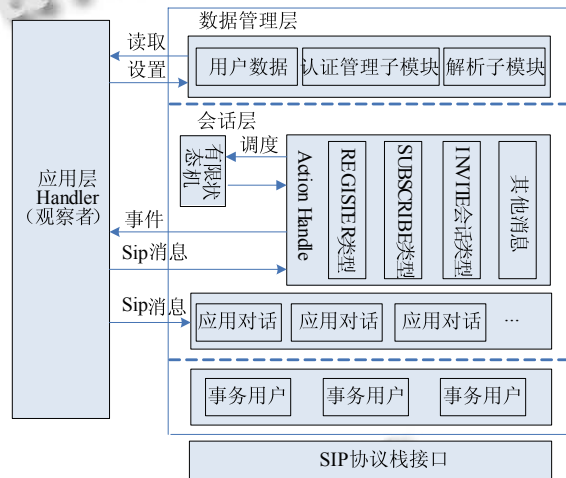 数据管理层
读取
设置
用户数据
认证管理子模块
解析子模块
会话层
有限状态机
调度
Action Handle
REGISTER类型
SUBSCRIBE类型
INVITE会话类型
其他消息
应用层
Handler
（观察者）
事件
Sip消息
Sip消息
应用对话
应用对话
应用对话
...
事务用户
事务用户
事务用户
SIP协议栈接口